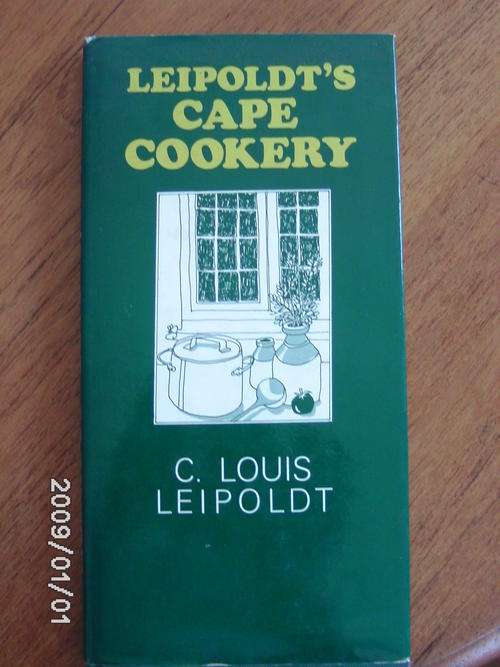 LEIPOLDT'S
CAPE
COOKERY
C. LOUIS
LEIPOLDT
2009/01/01